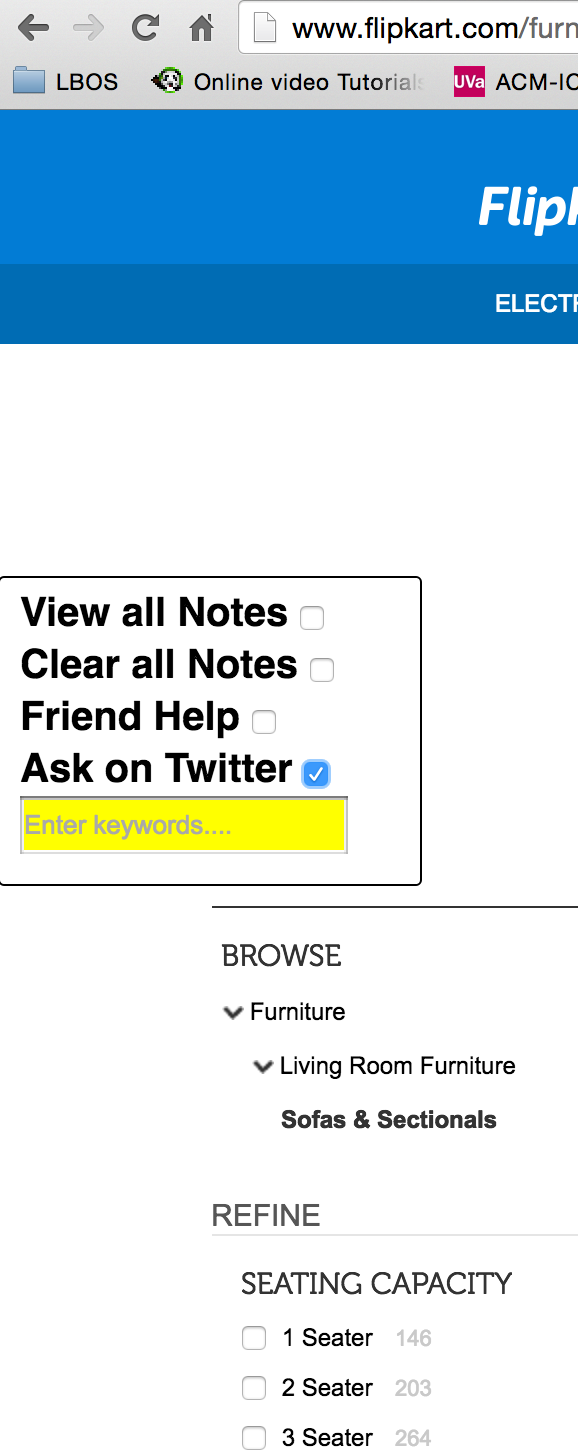 www.flipkart.com/furn
LBOS Online video Tutorials UVa ACM-IC
Flipk
ELECTR
View all Notes
Clear all Notes
Friend Help
Ask on Twitter
Enter keywords....
BROWSE
Furniture
Living Room Furniture
Sofas & Sectionals
REFINE
SEATING CAPACITY
1 Seater 146
2 Seater 203
3 Seater 264